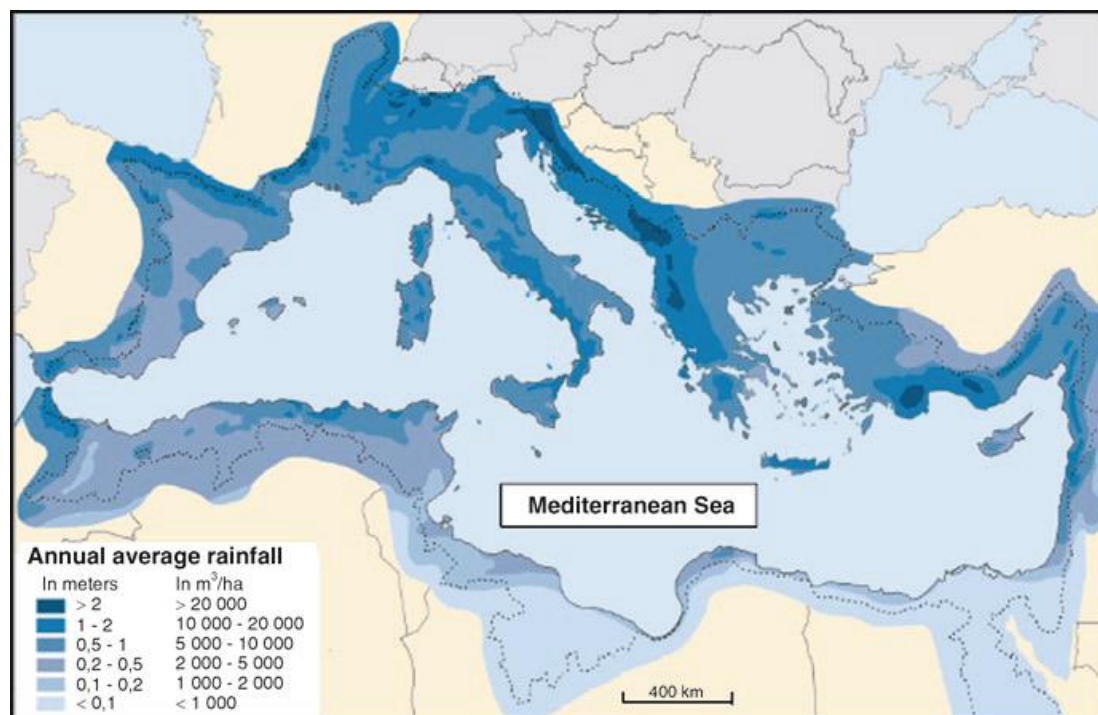 Mediterranean Sea
Annual average rainfall
In meters In m³/ha
> 2 > 20 000
1 - 2 10 000 - 20 000
0,5 - 1 5 000 - 10 000
0,2 - 0,5 2 000 - 5 000
0,1 - 0,2 1 000 - 2 000
< 0,1 < 1 000
400 km